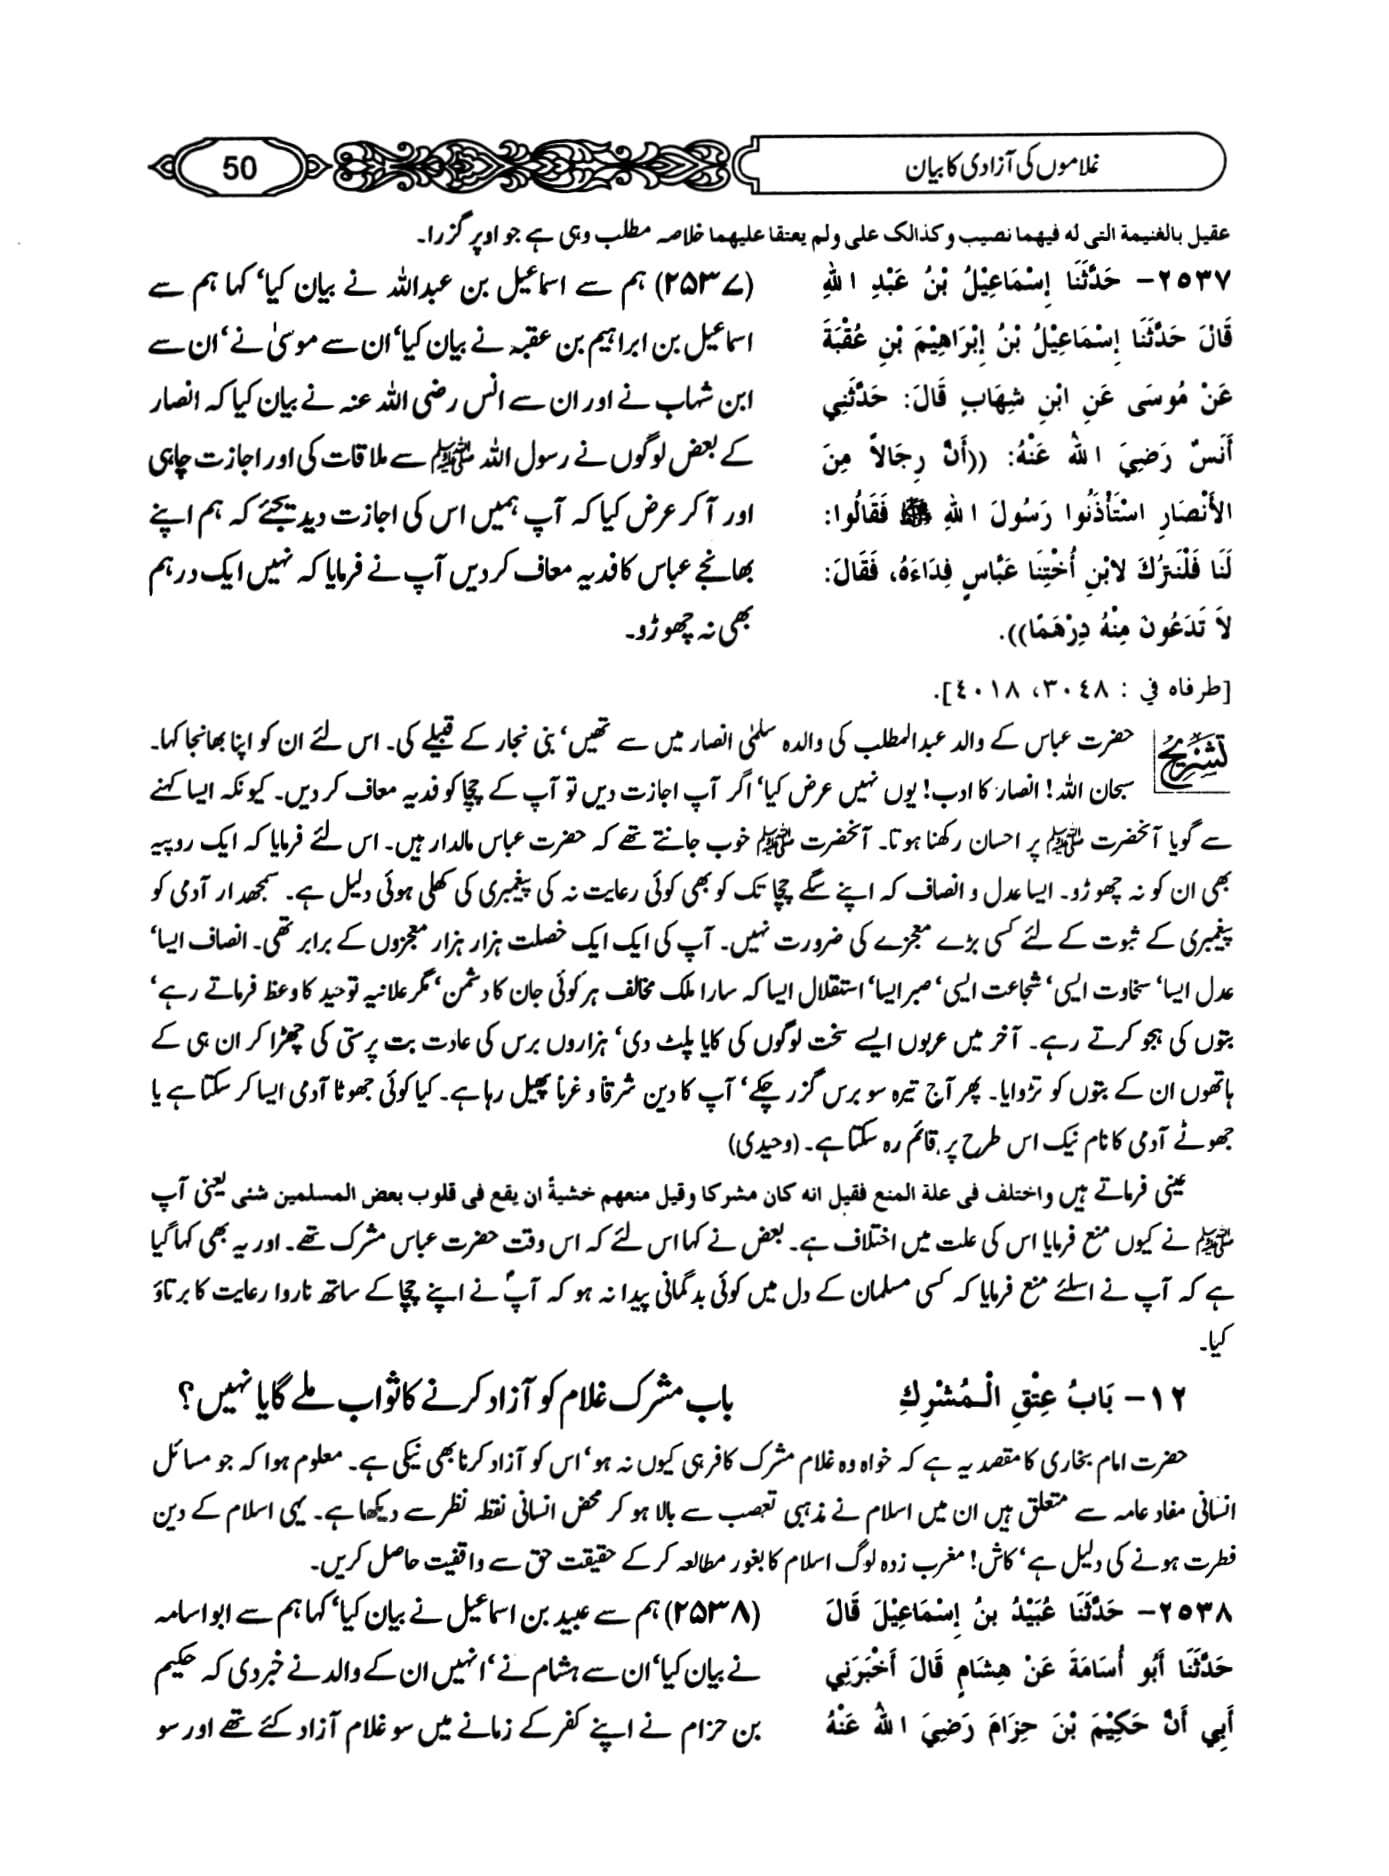 غلاموں کی آزادی کا بیان
50
عقیل بالغنیمة التی له فیهما نصیب وکذالک علی ولم یعتقا علیهما خلاصہ مطلب وہی ہے جو اوپر گزرا۔
٢٥٣٧- حَدَّثَنَا إِسْمَاعِيْلُ بْنُ عَبْدِ اللهِ
قَالَ حَدَّثَنَا إِسْمَاعِيْلُ بْنُ إِبْرَاهِيْمَ بْنِ عُقْبَةَ
عَنْ مُوسَى عَنِ ابْنِ شِهَابٍ قَالَ: حَدَّثَنِي
أَنَسٌ رَضِيَ اللهُ عَنْهُ: ((أَنَّ رِجَالاً مِنَ
الأَنْصَارِ اسْتَأْذَنُوا رَسُولَ اللهِ ﷺ فَقَالُوا:
لَنَا فَلْنَتْرُكْ لابْنِ أُخْتِنَا عَبَّاسٍ فِدَاءَهُ، فَقَالَ:
لاَ تَدَعُونَ مِنْهُ دِرْهَمًا)).
[طرفاه في : ٣٠٤٨، ٤٠١٨].
(۲۵۳۷) ہم سے اسماعیل بن عبداللہ نے بیان کیا‘ کہا ہم سے
اسماعیل بن ابراہیم بن عقبہ نے بیان کیا‘ ان سے موسیٰ نے‘ ان سے
ابن شہاب نے اور ان سے انس رضی اللہ عنہ نے بیان کیا کہ انصار
کے بعض لوگوں نے رسول اللہ ﷺ سے ملاقات کی اور اجازت چاہی
اور آ کر عرض کیا کہ آپ ہمیں اس کی اجازت دیدیجئے کہ ہم اپنے
بھانجے عباس کا فدیہ معاف کردیں آپ نے فرمایا کہ نہیں ایک درہم
بھی نہ چھوڑو۔
تشریح
حضرت عباس کے والد عبدالمطلب کی والدہ سلمٰی انصار میں سے تھیں‘ بنی نجار کے قبیلے کی۔ اس لئے ان کو اپنا بھانجا کہا۔
سبحان اللہ! انصار کا ادب! یوں نہیں عرض کیا‘ اگر آپ اجازت دیں تو آپ کے چچا کو فدیہ معاف کر دیں۔ کیونکہ ایسا کہنے
سے گویا آنحضرت ﷺ پر احسان رکھنا ہوتا۔ آنحضرت ﷺ خوب جانتے تھے کہ حضرت عباس مالدار ہیں۔ اس لئے فرمایا کہ ایک روپیہ
بھی ان کو نہ چھوڑو۔ ایسا عدل و انصاف کہ اپنے سگے چچا تک کو بھی کوئی رعایت نہ کی پیغمبری کی کھلی ہوئی دلیل ہے۔ سمجھدار آدمی کو
پیغمبری کے ثبوت کے لئے کسی بڑے معجزے کی ضرورت نہیں۔ آپ کی ایک ایک خصلت ہزار ہزار معجزوں کے برابر تھی۔ انصاف ایسا‘
عدل ایسا‘ سخاوت ایسی‘ شجاعت ایسی‘ صبر ایسا‘ استقلال ایسا کہ سارا ملک مخالف ہر کوئی جان کا دشمن‘ مگر علانیہ توحید کا وعظ فرماتے رہے‘
بتوں کی ہجو کرتے رہے۔ آخر میں عربوں ایسے سخت لوگوں کی کایا پلٹ دی‘ ہزاروں برس کی عادت بت پرستی کی چھڑا کر ان ہی کے
ہاتھوں ان کے بتوں کو تڑوایا۔ پھر آج تیرہ سو برس گزر چکے‘ آپ کا دین شرقا و غربا پھیل رہا ہے۔ کیا کوئی جھوٹا آدمی ایسا کر سکتا ہے یا
جھوٹے آدمی کا نام نیک اس طرح پر قائم رہ سکتا ہے۔ (وحیدی)
عینی فرماتے ہیں واختلف فی علة المنع فقیل انه کان مشرکا وقیل منعهم خشیةً ان یقع فی قلوب بعض المسلمین شئی یعنی آپ
ﷺ نے کیوں منع فرمایا اس کی علت میں اختلاف ہے۔ بعض نے کہا اس لئے کہ اس وقت حضرت عباس مشرک تھے۔ اور یہ بھی کہا گیا
ہے کہ آپ نے اسلئے منع فرمایا کہ کسی مسلمان کے دل میں کوئی بدگمانی پیدا نہ ہو کہ آپؐ نے اپنے چچا کے ساتھ ناروا رعایت کا برتاؤ
کیا۔
١٢- بَابُ عِتْقِ الْمُشْرِكِ
باب مشرک غلام کو آزاد کرنے کا ثواب ملے گا یا نہیں؟
حضرت امام بخاری کا مقصد یہ ہے کہ خواہ وہ غلام مشرک کافر ہی کیوں نہ ہو‘ اس کو آزاد کرنا بھی نیکی ہے۔ معلوم ہوا کہ جو مسائل
انسانی مفاد عامہ سے متعلق ہیں ان میں اسلام نے مذہبی تعصب سے بالا ہو کر محض انسانی نقطہ نظر سے دیکھا ہے۔ یہی اسلام کے دین
فطرت ہونے کی دلیل ہے‘ کاش! مغرب زدہ لوگ اسلام کا بغور مطالعہ کر کے حقیقت حق سے واقفیت حاصل کریں۔
٢٥٣٨- حَدَّثَنَا عُبَيْدُ بنُ إِسْمَاعِيْلَ قَالَ
حَدَّثَنَا أَبُو أُسَامَةَ عَنْ هِشَامٍ قَالَ أَخْبَرَنِي
أَبِي أَنَّ حَكِيْمَ بْنَ حِزَامٍ رَضِيَ اللهُ عَنْهُ
(۲۵۳۸) ہم سے عبید بن اسماعیل نے بیان کیا‘ کہا ہم سے ابواسامہ
نے بیان کیا‘ ان سے ہشام نے‘ انہیں ان کے والد نے خبر دی کہ حکیم
بن حزام نے اپنے کفر کے زمانے میں سو غلام آزاد کئے تھے اور سو